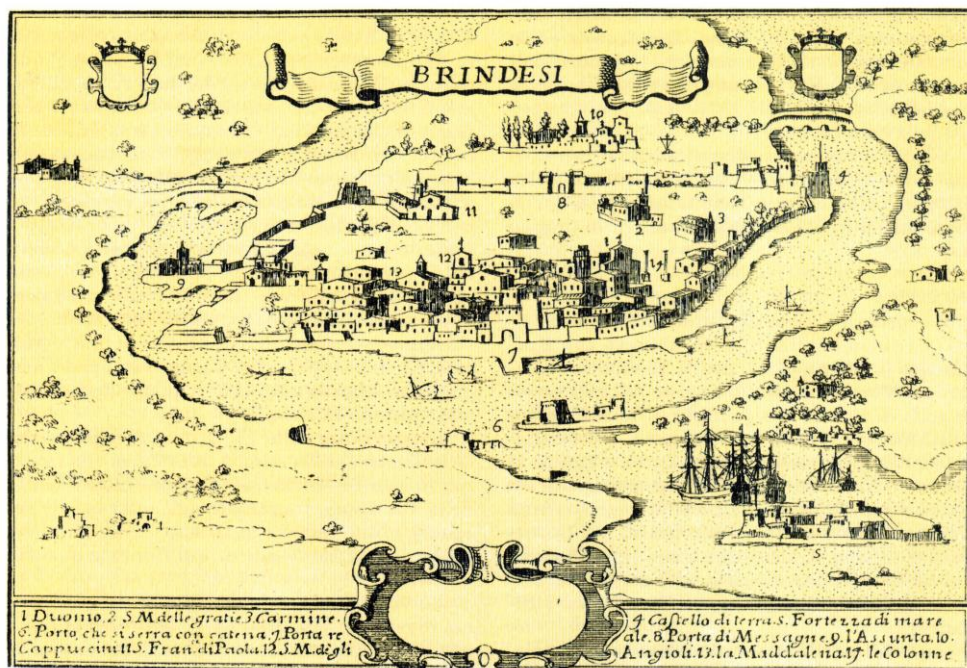 BRINDESI
10
4
11
8
2
3
1
12
13
9
7
6
5
1 Duomo. 2. S M delle gratie 3. Carmine.
6. Porto, che si serra con catena. 7 Porta re
Cappuccini 11 S. Fran. di Paola. 12. S. M. degli
4 Castello di terra. 5. Fortezza di mare
ale. 8. Porta di Messagne. 9. l'Assunta. 10.
Angioli. 13. la Maddalena. 17. le Colonne